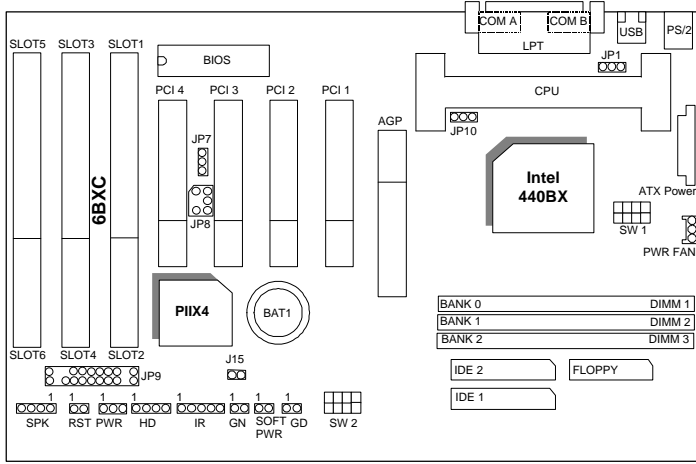 COM A COM B
LPT
USB
PS/2
SLOT5 SLOT3 SLOT1
BIOS
JP1
CPU
PCI 4 PCI 3 PCI 2 PCI 1
AGP
JP10
JP7
JP8
6BXC
Intel
440BX
ATX Power
SW 1
PWR FAN
PIIX4
BAT1
BANK 0 DIMM 1
BANK 1 DIMM 2
BANK 2 DIMM 3
SLOT6 SLOT4 SLOT2
J15
JP9
IDE 2 FLOPPY
IDE 1
1 1 1 1 1 1 1 1
SPK RST PWR HD IR GN SOFT PWR GD
SW 2